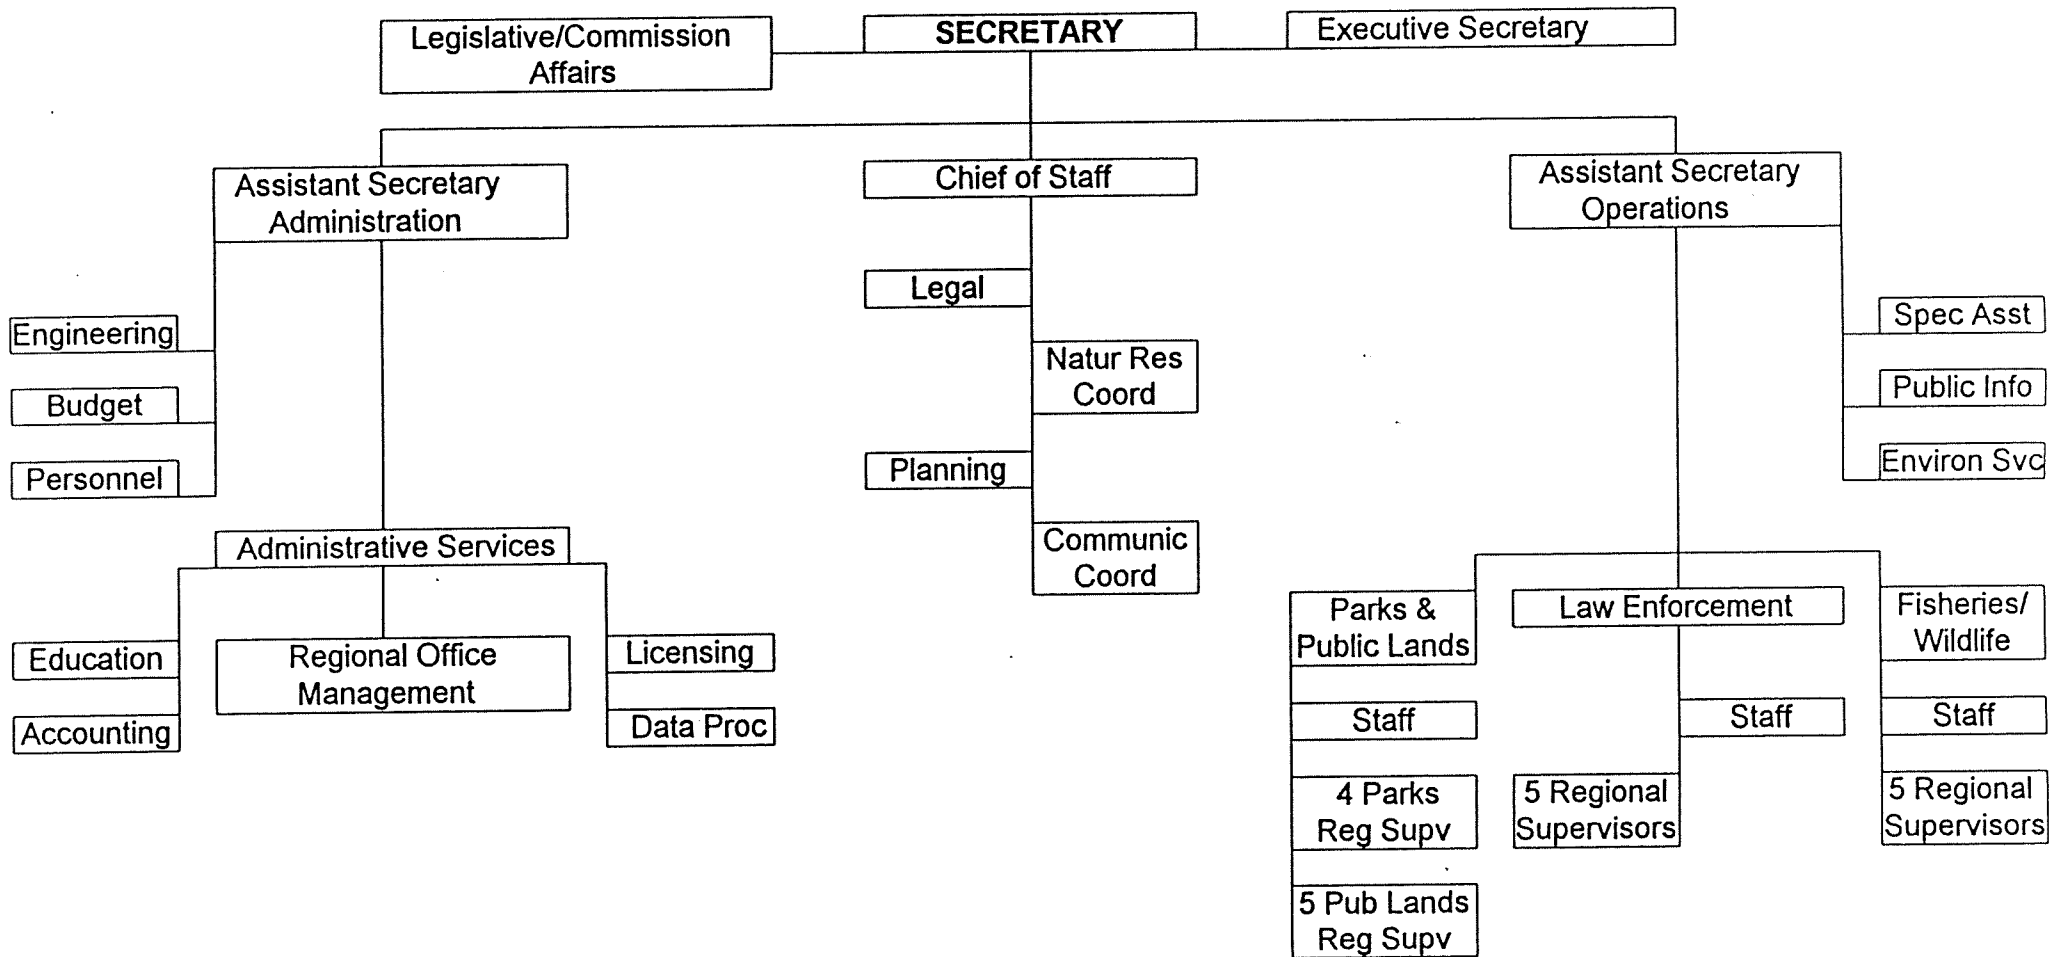 Legislative/Commission
Affairs
SECRETARY
Executive Secretary
Assistant Secretary
Administration
Chief of Staff
Assistant Secretary
Operations
Engineering
Budget
Personnel
Legal
Natur Res
Coord
Planning
Communic
Coord
Spec Asst
Public Info
Environ Svc
Administrative Services
Education
Accounting
Regional Office
Management
Licensing
Data Proc
Parks &
Public Lands
Staff
4 Parks
Reg Supv
5 Pub Lands
Reg Supv
Law Enforcement
Staff
5 Regional
Supervisors
Fisheries/
Wildlife
Staff
5 Regional
Supervisors